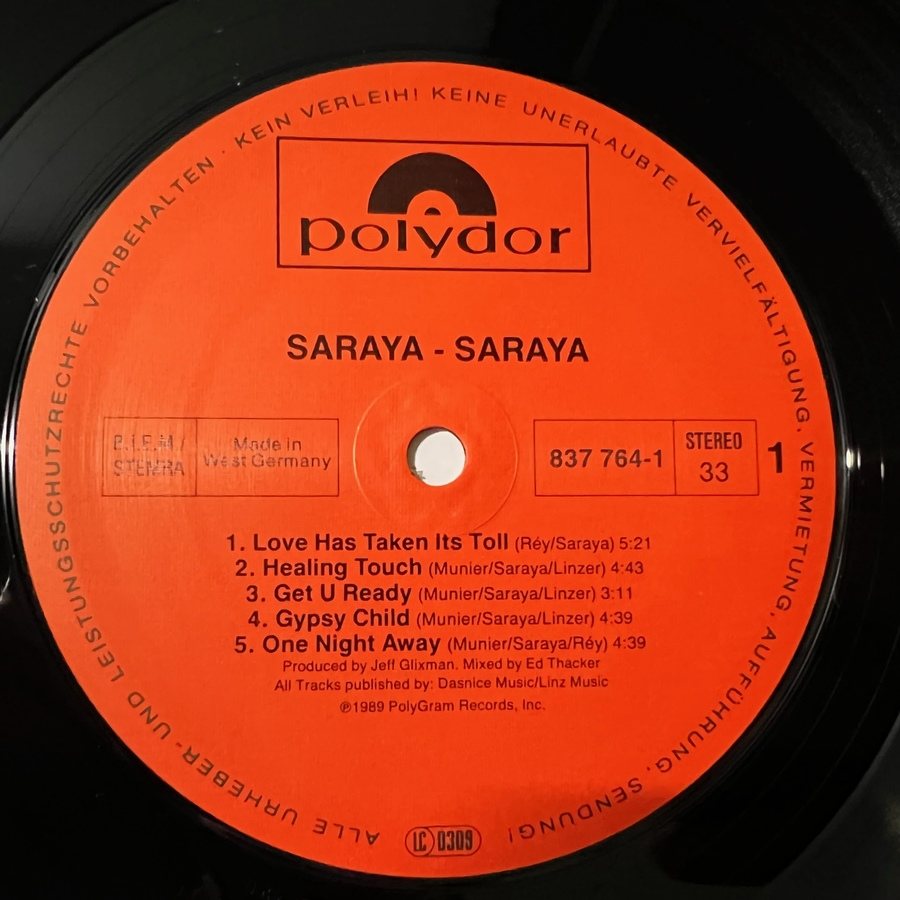 ALLE URHEBER- UND LEISTUNGSSCHUTZRECHTE VORBEHALTEN · KEIN VERLEIH! KEINE UNERLAUBTE VERVIELFÄLTIGUNG, VERMIETUNG, AUFFÜHRUNG, SENDUNG!
polydor
SARAYA - SARAYA
B.I.E.M/
STEMRA
Made in
West Germany
837 764-1
STEREO
33
1
1. Love Has Taken Its Toll (Réy/Saraya) 5:21
2. Healing Touch (Munier/Saraya/Linzer) 4:43
3. Get U Ready (Munier/Saraya/Linzer) 3:11
4. Gypsy Child (Munier/Saraya/Linzer) 4:39
5. One Night Away (Munier/Saraya/Réy) 4:39
Produced by Jeff Glixman. Mixed by Ed Thacker
All Tracks published by: Dasnice Music/Linz Music
℗1989 PolyGram Records, Inc.
LC 0309